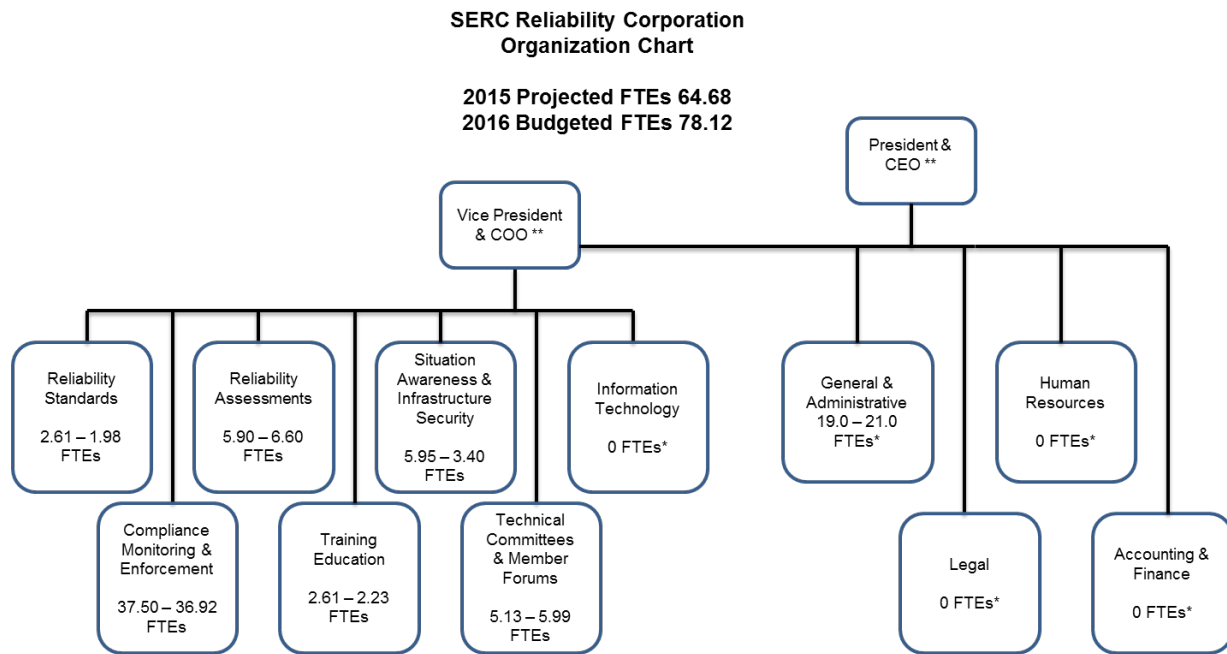 SERC Reliability Corporation
Organization Chart
2015 Projected FTEs 64.68
2016 Budgeted FTEs 78.12
President &
CEO **
Vice President
& COO **
Reliability
Standards
2.61 – 1.98
FTEs
Reliability
Assessments
5.90 – 6.60
FTEs
Situation
Awareness &
Infrastructure
Security
5.95 – 3.40
FTEs
Information
Technology
0 FTEs*
General &
Administrative
19.0 – 21.0
FTEs*
Human
Resources
0 FTEs*
Compliance
Monitoring &
Enforcement
37.50 – 36.92
FTEs
Training
Education
2.61 – 2.23
FTEs
Technical
Committees
& Member
Forums
5.13 – 5.99
FTEs
Legal
0 FTEs*
Accounting &
Finance
0 FTEs*